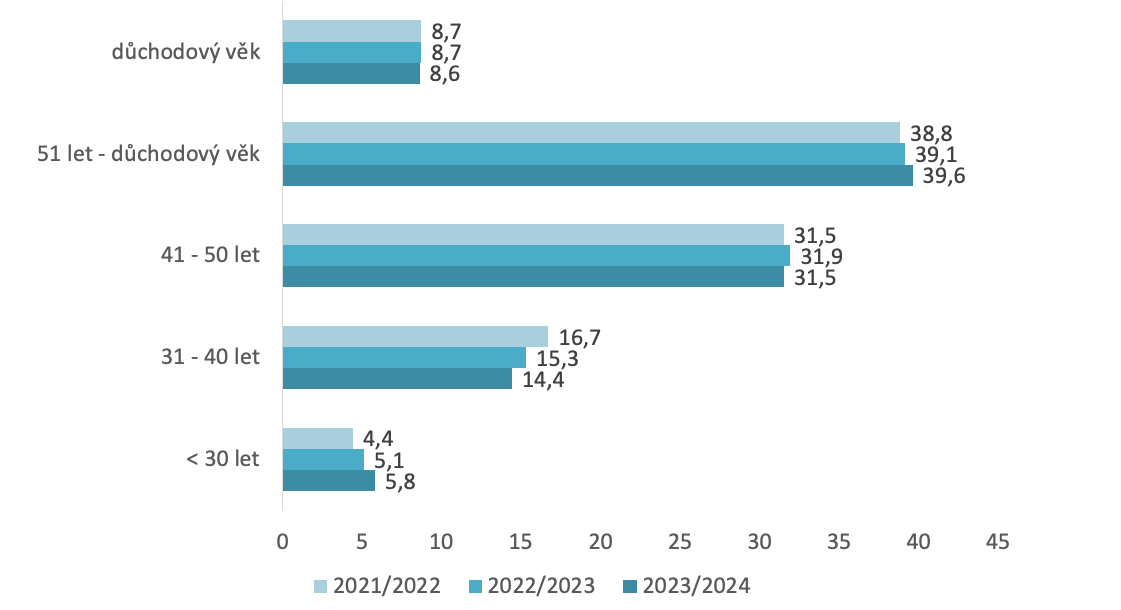 důchodový věk
8,7
8,7
8,6
51 let - důchodový věk
38,8
39,1
39,6
41 - 50 let
31,5
31,9
31,5
31 - 40 let
16,7
15,3
14,4
< 30 let
4,4
5,1
5,8
0 5 10 15 20 25 30 35 40 45
2021/2022 2022/2023 2023/2024